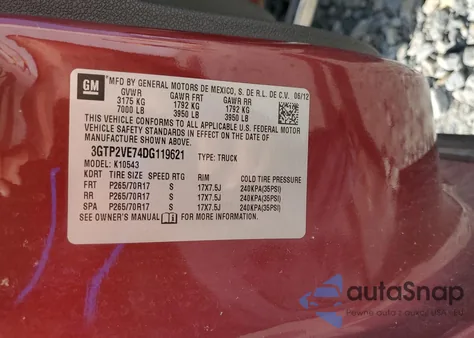 GM
MFD BY GENERAL MOTORS DE MEXICO, S. DE R.L. DE C.V. 06/12
GVWR GAWR FRT GAWR RR
3175 KG 1792 KG 1792 KG
7000 LB 3950 LB 3950 LB
THIS VEHICLE CONFORMS TO ALL APPLICABLE U.S. FEDERAL MOTOR
VEHICLE SAFETY STANDARDS IN EFFECT ON THE DATE OF
MANUFACTURE SHOWN ABOVE.
3GTP2VE74DG119621 TYPE: TRUCK
MODEL: K10543
KDRT TIRE SIZE SPEED RTG RIM COLD TIRE PRESSURE
FRT P265/70R17 S 17X7.5J 240KPA(35PSI)
RR P265/70R17 S 17X7.5J 240KPA(35PSI)
SPA P265/70R17 S 17X7.5J 240KPA(35PSI)
SEE OWNER'S MANUAL FOR MORE INFORMATION.
autoSnap